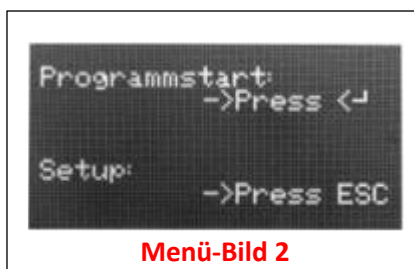 Programmstart:
->Press <┘
Setup:
->Press ESC
Menü-Bild 2